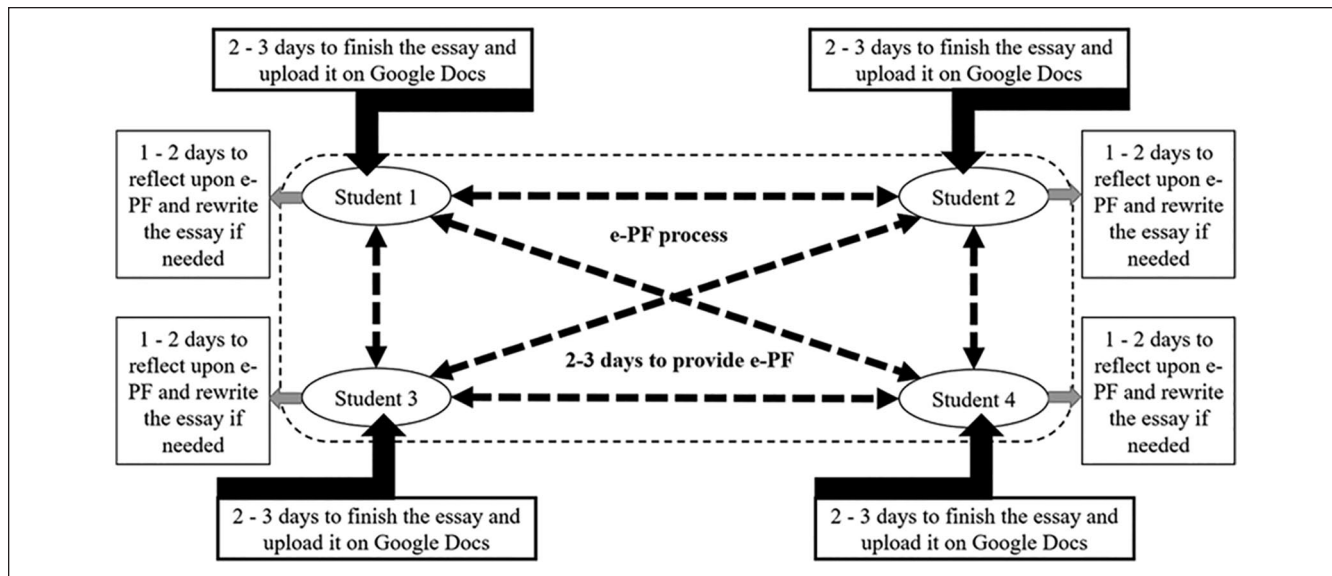 2 - 3 days to finish the essay and
upload it on Google Docs
2 - 3 days to finish the essay and
upload it on Google Docs
1 - 2 days to
reflect upon e-
PF and rewrite
the essay if
needed
Student 1
Student 2
1 - 2 days to
reflect upon e-
PF and rewrite
the essay if
needed
e-PF process
1 - 2 days to
reflect upon e-
PF and rewrite
the essay if
needed
2-3 days to provide e-PF
Student 3
Student 4
1 - 2 days to
reflect upon e-
PF and rewrite
the essay if
needed
2 - 3 days to finish the essay and
upload it on Google Docs
2 - 3 days to finish the essay and
upload it on Google Docs